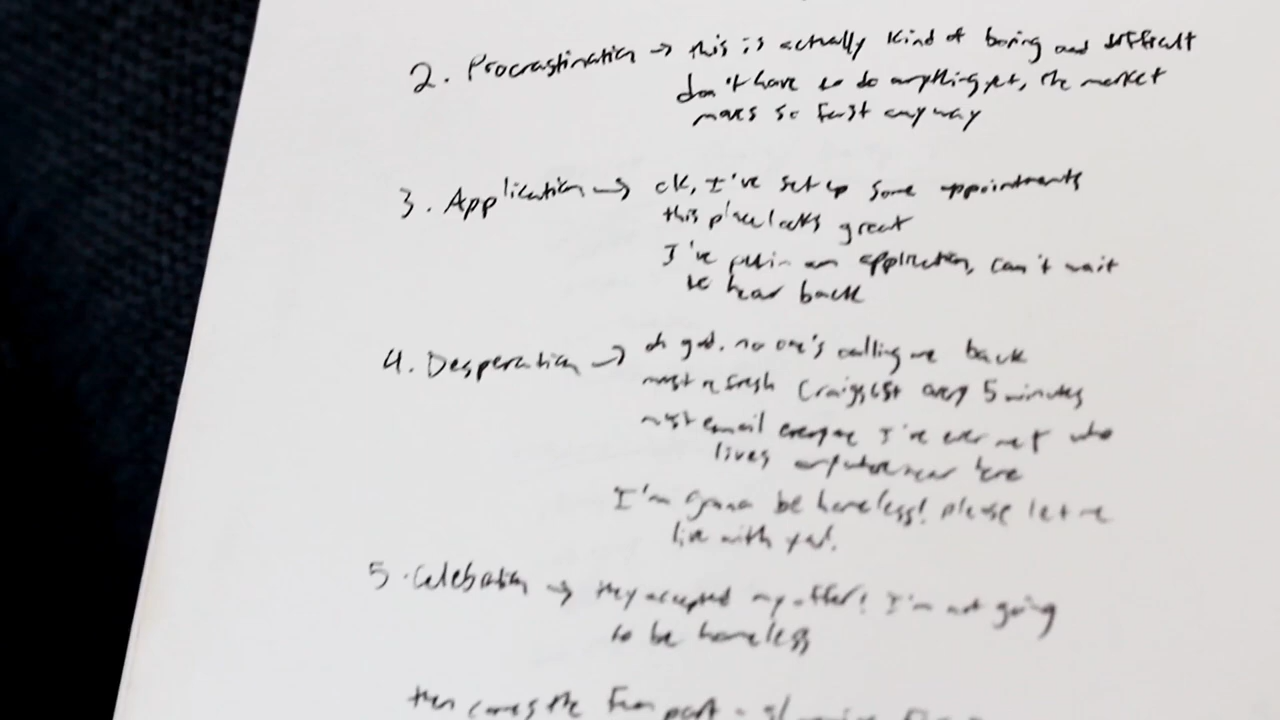 2. Procrastination → this is actually kind of boring and difficult
don't have to do anything yet, the market
moves so fast anyway
3. Application → ok, I've set up some appointments
this place looks great
I've put in an application, can't wait
to hear back
4. Desperation → oh god. no one's calling me back
must refresh Craigslist every 5 minutes
must email everyone I've ever met who
lives anywhere near here
I'm gonna be homeless! please let me
live with you!
5. Celebration → they accepted my offer! I'm not going
to be homeless
then comes the fun part -